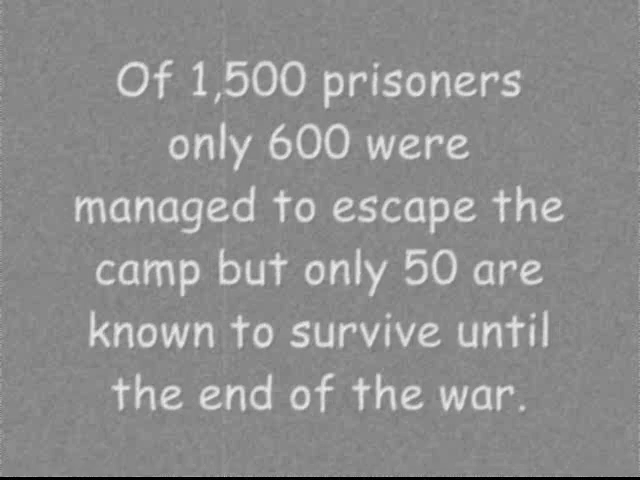 Of 1,500 prisoners
only 600 were
managed to escape the
camp but only 50 are
known to survive until
the end of the war.